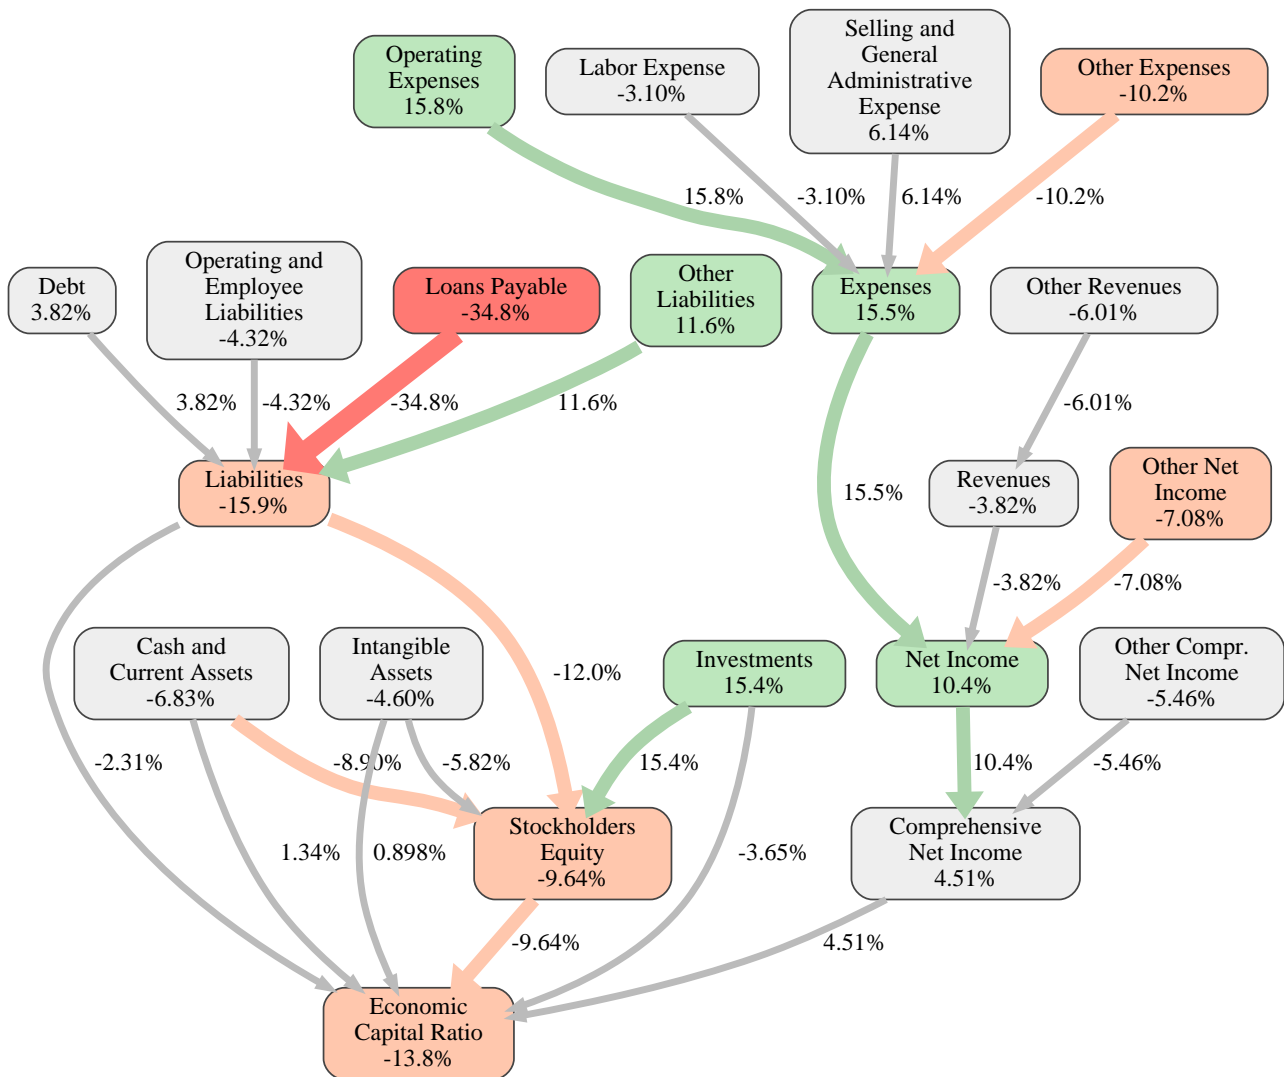 Operating
Expenses
15.8%
Labor Expense
-3.10%
Selling and
General
Administrative
Expense
6.14%
Other Expenses
-10.2%
15.8%
-3.10%
6.14%
-10.2%
Debt
3.82%
Operating and
Employee
Liabilities
-4.32%
Loans Payable
-34.8%
Other
Liabilities
11.6%
Expenses
15.5%
Other Revenues
-6.01%
3.82%
-4.32%
-34.8%
11.6%
-6.01%
Liabilities
-15.9%
15.5%
Revenues
-3.82%
Other Net
Income
-7.08%
-3.82%
-7.08%
Cash and
Current Assets
-6.83%
Intangible
Assets
-4.60%
-12.0%
Investments
15.4%
Net Income
10.4%
Other Compr.
Net Income
-5.46%
-2.31%
-8.90%
-5.82%
15.4%
10.4%
-5.46%
1.34%
0.898%
Stockholders
Equity
-9.64%
-3.65%
Comprehensive
Net Income
4.51%
-9.64%
4.51%
Economic
Capital Ratio
-13.8%